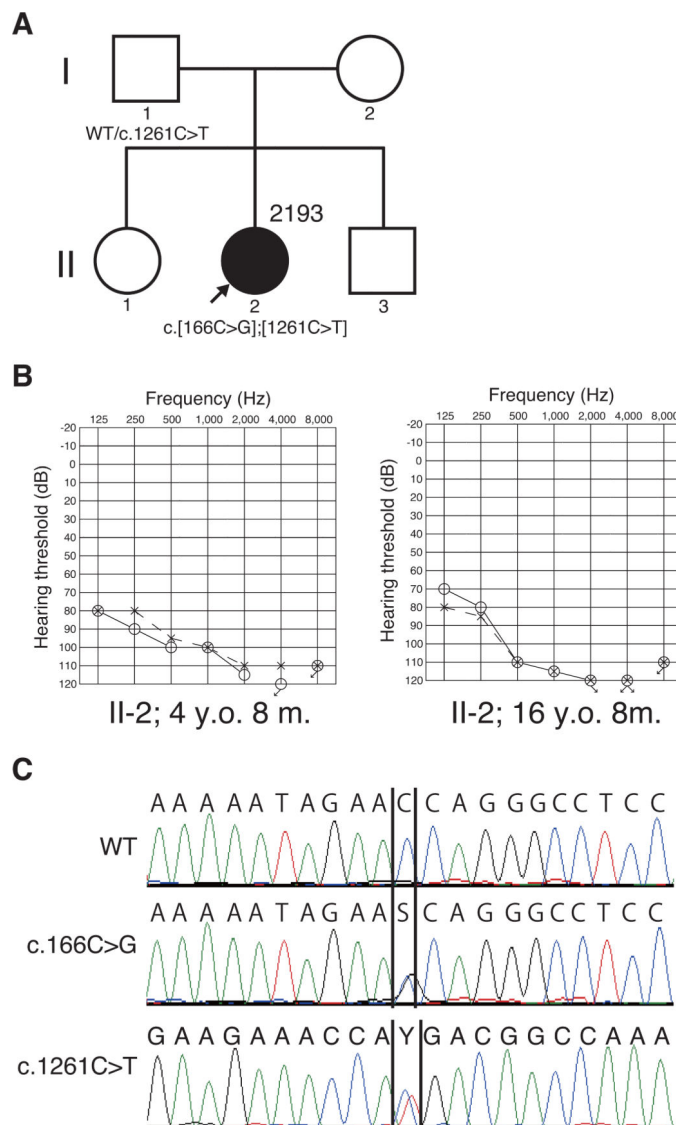 A
I
1
WT/c.1261C>T
2
2193
II
1
2
c.[166C>G];[1261C>T]
3
B
Frequency (Hz)
125 250 500 1,000 2,000 4,000 8,000
Hearing threshold (dB)
-20
-10
0
10
20
30
40
50
60
70
80
90
100
110
120
II-2; 4 y.o. 8 m.
Frequency (Hz)
125 250 500 1,000 2,000 4,000 8,000
Hearing threshold (dB)
-20
-10
0
10
20
30
40
50
60
70
80
90
100
110
120
II-2; 16 y.o. 8m.
C
A A A A A T A G A A C C A G G G C C T C C
WT
A A A A A T A G A A S C A G G G C C T C C
c.166C>G
G A A G A A A C C A Y G A C G G C C A A A
c.1261C>T